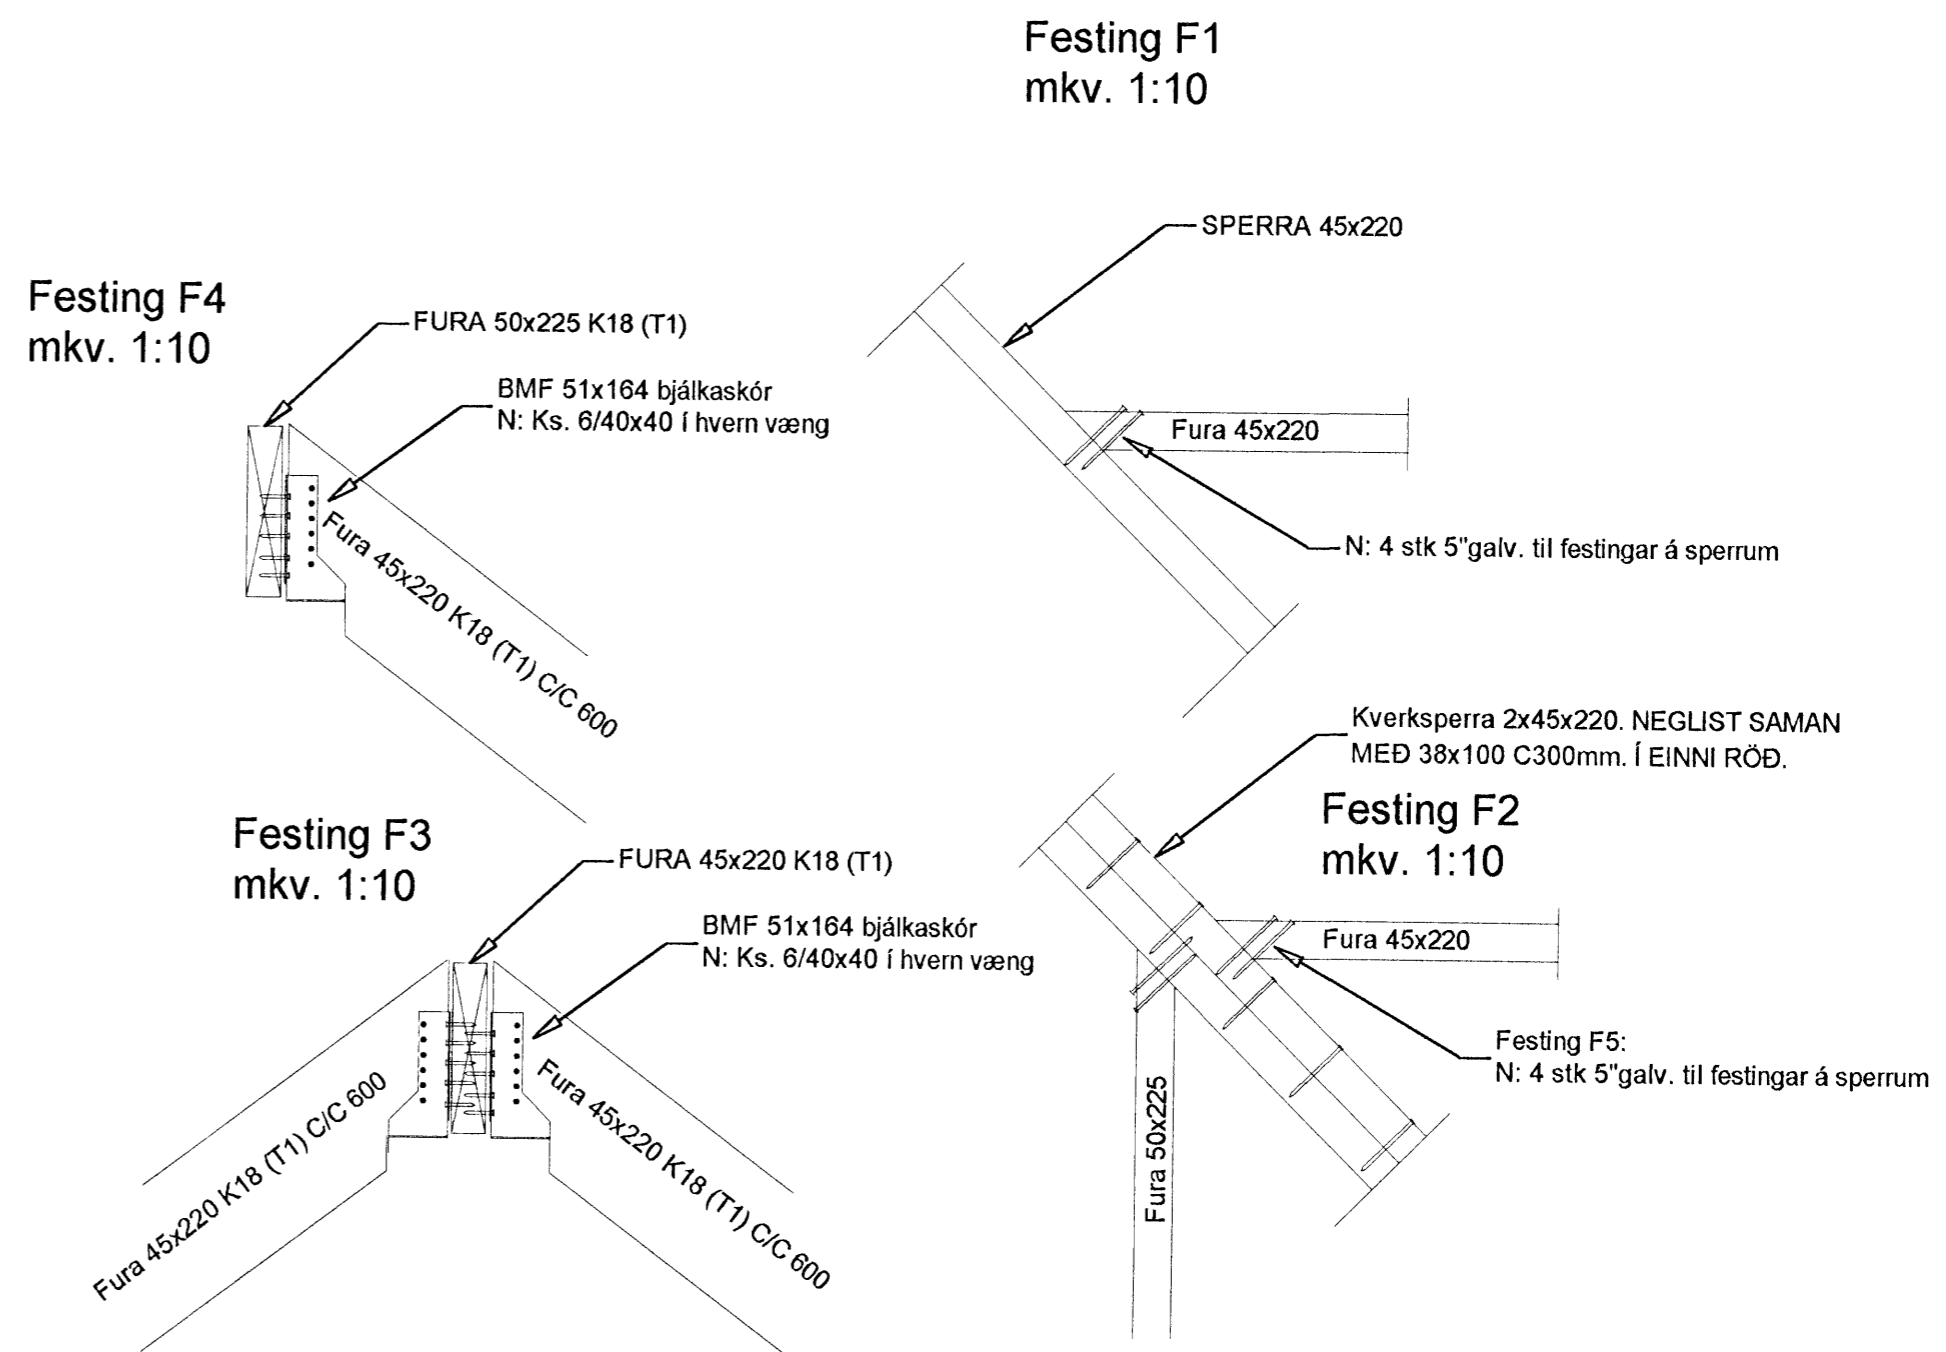 Festing F1
mkv. 1:10
SPERRA 45x220
Fura 45x220
N: 4 stk 5"galv. til festingar á sperrum
Festing F4
mkv. 1:10
FURA 50x225 K18 (T1)
BMF 51x164 bjálkaskór
N: Ks. 6/40x40 í hvern væng
Fura 45x220 K18 (T1) C/C 600
Kverksperra 2x45x220. NEGLIST SAMAN
MEÐ 38x100 C300mm. Í EINNI RÖÐ.
Festing F2
mkv. 1:10
Fura 45x220
Festing F5:
N: 4 stk 5"galv. til festingar á sperrum
Fura 50x225
Festing F3
mkv. 1:10
FURA 45x220 K18 (T1)
BMF 51x164 bjálkaskór
N: Ks. 6/40x40 í hvern væng
Fura 45x220 K18 (T1) C/C 600
Fura 45x220 K18 (T1) C/C 600